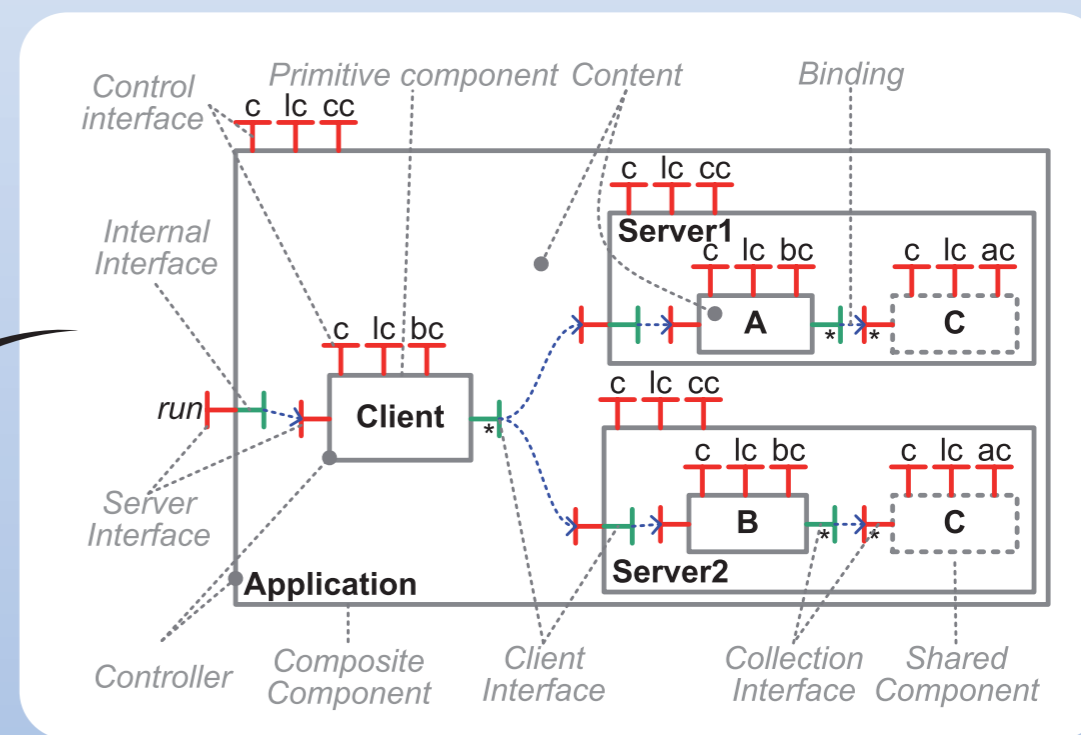 Control
interface
Primitive component
Content
Binding
c lc cc
c lc cc
Server1
Internal
Interface
c lc bc
c lc ac
A
C
*
*
c lc bc
run
Client
*
c lc cc
c lc bc
c lc ac
B
C
*
*
Server
Interface
Server2
Application
Controller
Composite
Component
Client
Interface
Collection
Interface
Shared
Component